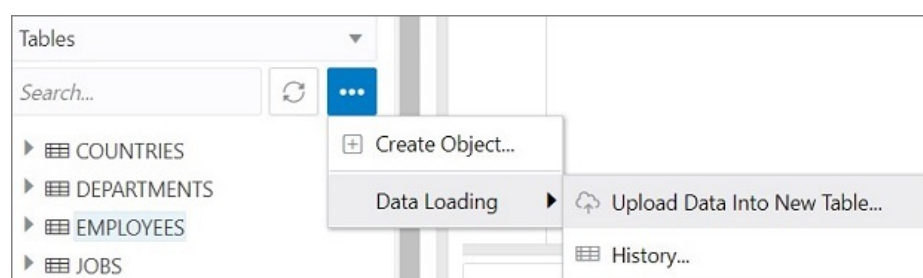 Tables
Search...
COUNTRIES
DEPARTMENTS
EMPLOYEES
JOBS
Create Object...
Data Loading
Upload Data Into New Table...
History...